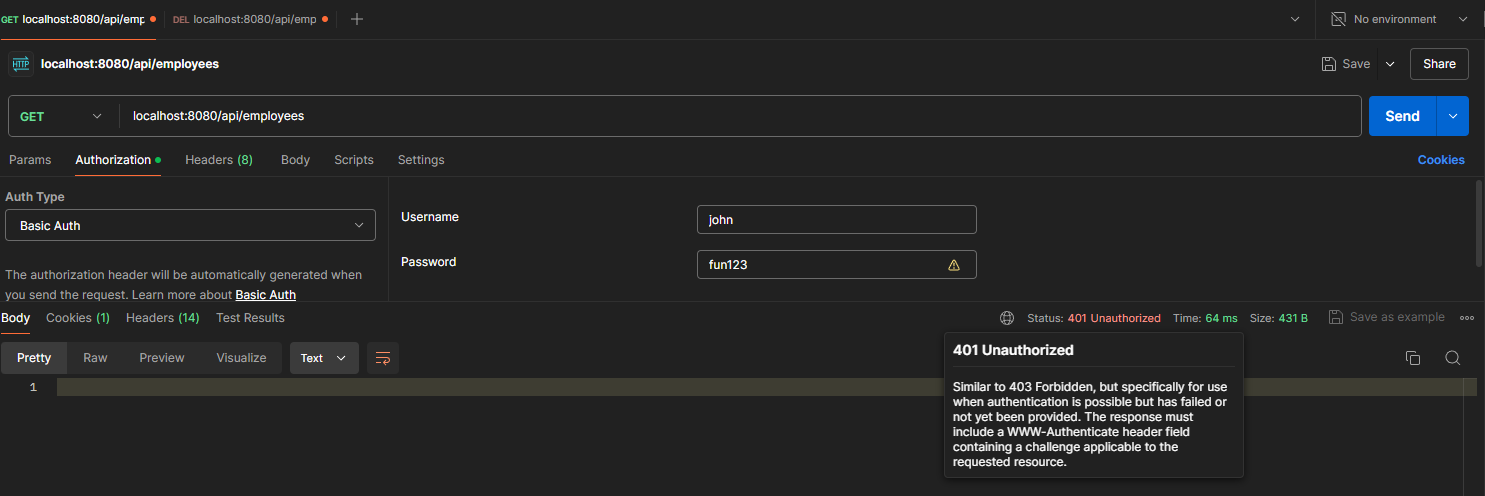 GET localhost:8080/api/emp DEL localhost:8080/api/emp No environment
HTTP localhost:8080/api/employees Save Share
GET localhost:8080/api/employees Send
Params Authorization Headers (8) Body Scripts Settings Cookies
Auth Type
Basic Auth
The authorization header will be automatically generated when
you send the request. Learn more about Basic Auth
Username john
Password fun123
Body Cookies (1) Headers (14) Test Results Status: 401 Unauthorized Time: 64 ms Size: 431 B Save as example
Pretty Raw Preview Visualize Text
1
401 Unauthorized
Similar to 403 Forbidden, but specifically for use
when authentication is possible but has failed or
not yet been provided. The response must
include a WWW-Authenticate header field
containing a challenge applicable to the
requested resource.